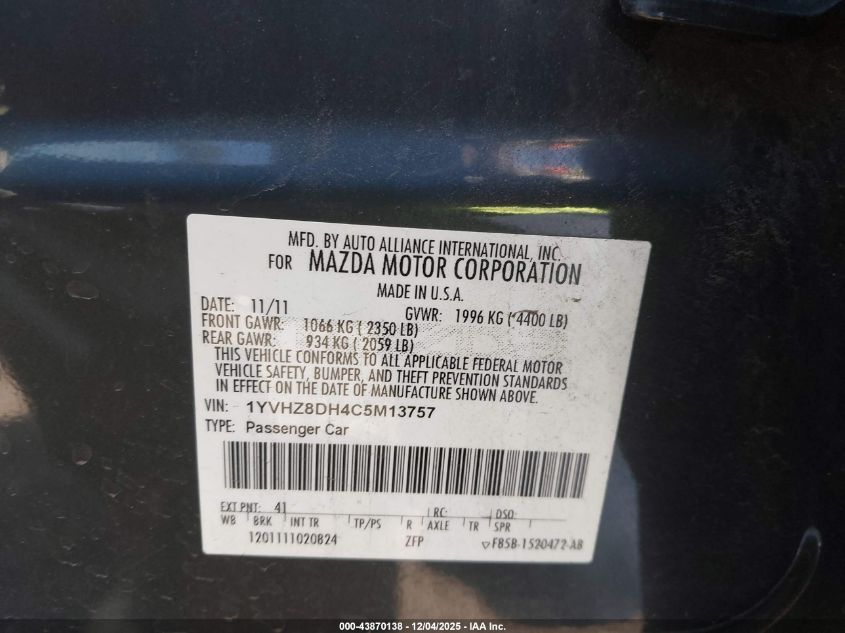 MFD. BY AUTO ALLIANCE INTERNATIONAL, INC.
FOR MAZDA MOTOR CORPORATION
MADE IN U.S.A.
DATE: 11/11 GVWR: 1996 KG ( 4400 LB)
FRONT GAWR: 1066 KG ( 2350 LB)
REAR GAWR: 934 KG ( 2059 LB)
THIS VEHICLE CONFORMS TO ALL APPLICABLE FEDERAL MOTOR
VEHICLE SAFETY, BUMPER, AND THEFT PREVENTION STANDARDS
IN EFFECT ON THE DATE OF MANUFACTURE SHOWN ABOVE.
VIN: 1YVHZ8DH4C5M13757
TYPE: Passenger Car
EXT PNT: 41 RC: DSO:
WB BRK INT TR TP/PS R AXLE TR SPR
1201111020824 ZFP F85B-1520472-AB
000-43870138 - 12/04/2025 - IAA Inc.